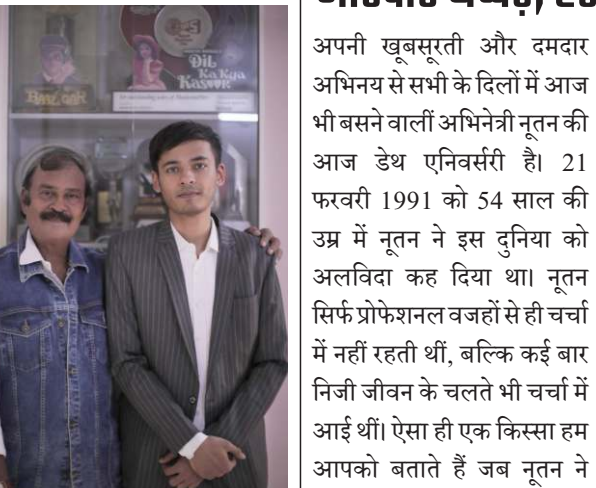 DIL
Ka Kya
KASOOR
अपनी खूबसूरती और दमदार
अभिनय से सभी के दिलों में आज
भी बसने वालीं अभिनेत्री नूतन की
आज डेथ एनिवर्सरी है। 21
फरवरी 1991 को 54 साल की
उम्र में नूतन ने इस दुनिया को
अलविदा कह दिया था। नूतन
सिर्फ प्रोफेशनल वजहों से ही चर्चा
में नहीं रहती थीं, बल्कि कई बार
निजी जीवन के चलते भी चर्चा में
आई थीं। ऐसा ही एक किस्सा हम
आपको बताते हैं जब नूतन ने